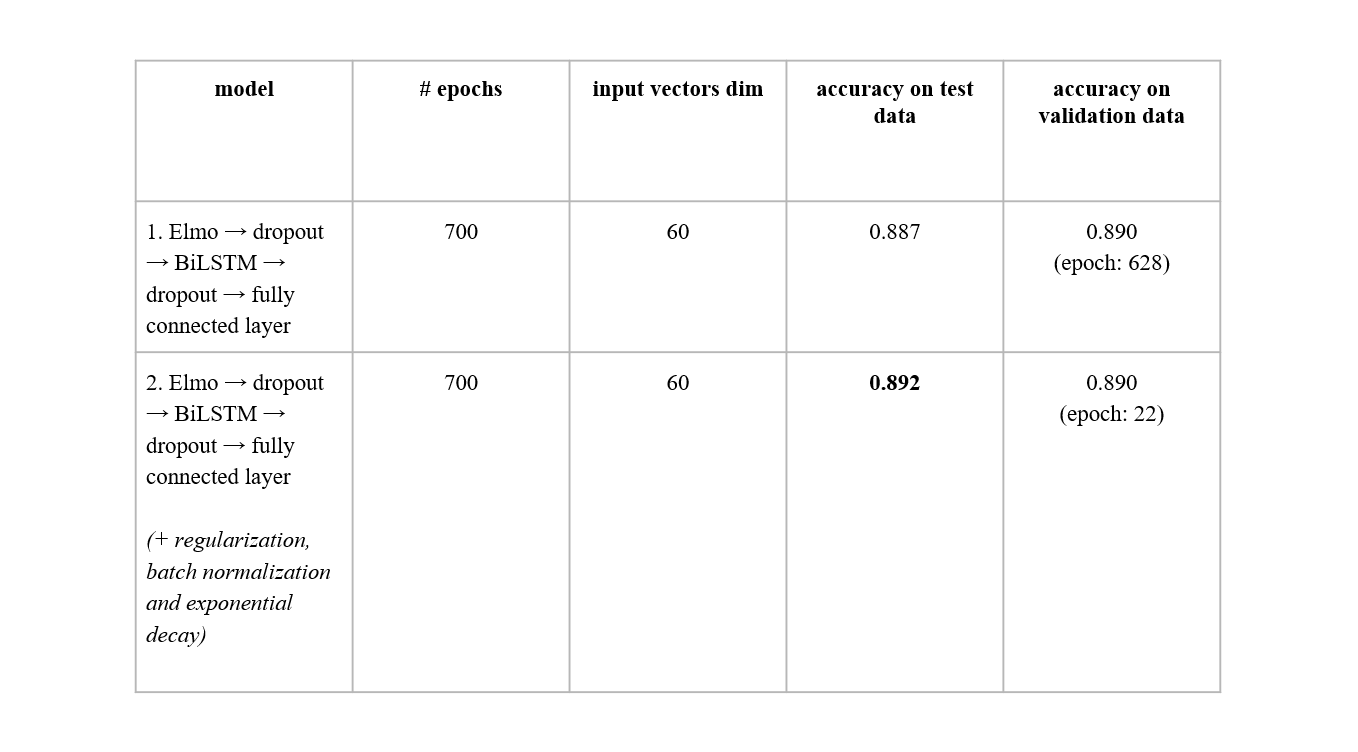 model
# epochs
input vectors dim
accuracy on test
data
accuracy on
validation data
1. Elmo → dropout
→ BiLSTM →
dropout → fully
connected layer
700
60
0.887
0.890
(epoch: 628)
2. Elmo → dropout
→ BiLSTM →
dropout → fully
connected layer
(+ regularization,
batch normalization
and exponential
decay)
700
60
0.892
0.890
(epoch: 22)